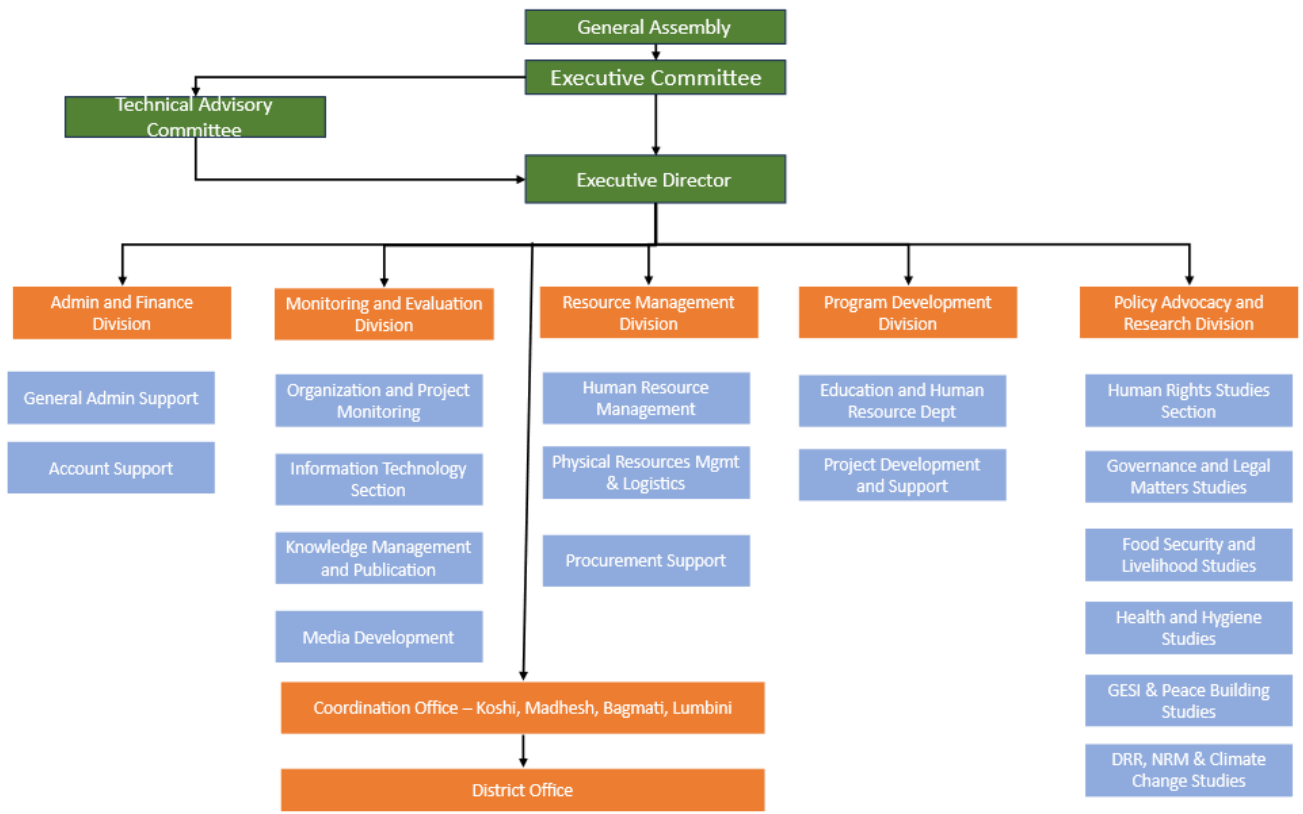 General Assembly
Executive Committee
Technical Advisory
Committee
Executive Director
Admin and Finance
Division
Monitoring and Evaluation
Division
Resource Management
Division
Program Development
Division
Policy Advocacy and
Research Division
General Admin Support
Account Support
Organization and Project
Monitoring
Information Technology
Section
Knowledge Management
and Publication
Media Development
Human Resource
Management
Physical Resources Mgmt
& Logistics
Procurement Support
Education and Human
Resource Dept
Project Development
and Support
Human Rights Studies
Section
Governance and Legal
Matters Studies
Food Security and
Livelihood Studies
Health and Hygiene
Studies
GESI & Peace Building
Studies
DRR, NRM & Climate
Change Studies
Coordination Office – Koshi, Madhesh, Bagmati, Lumbini
District Office